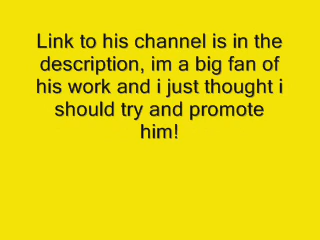 Link to his channel is in the
description, im a big fan of
his work and i just thought i
should try and promote
him!